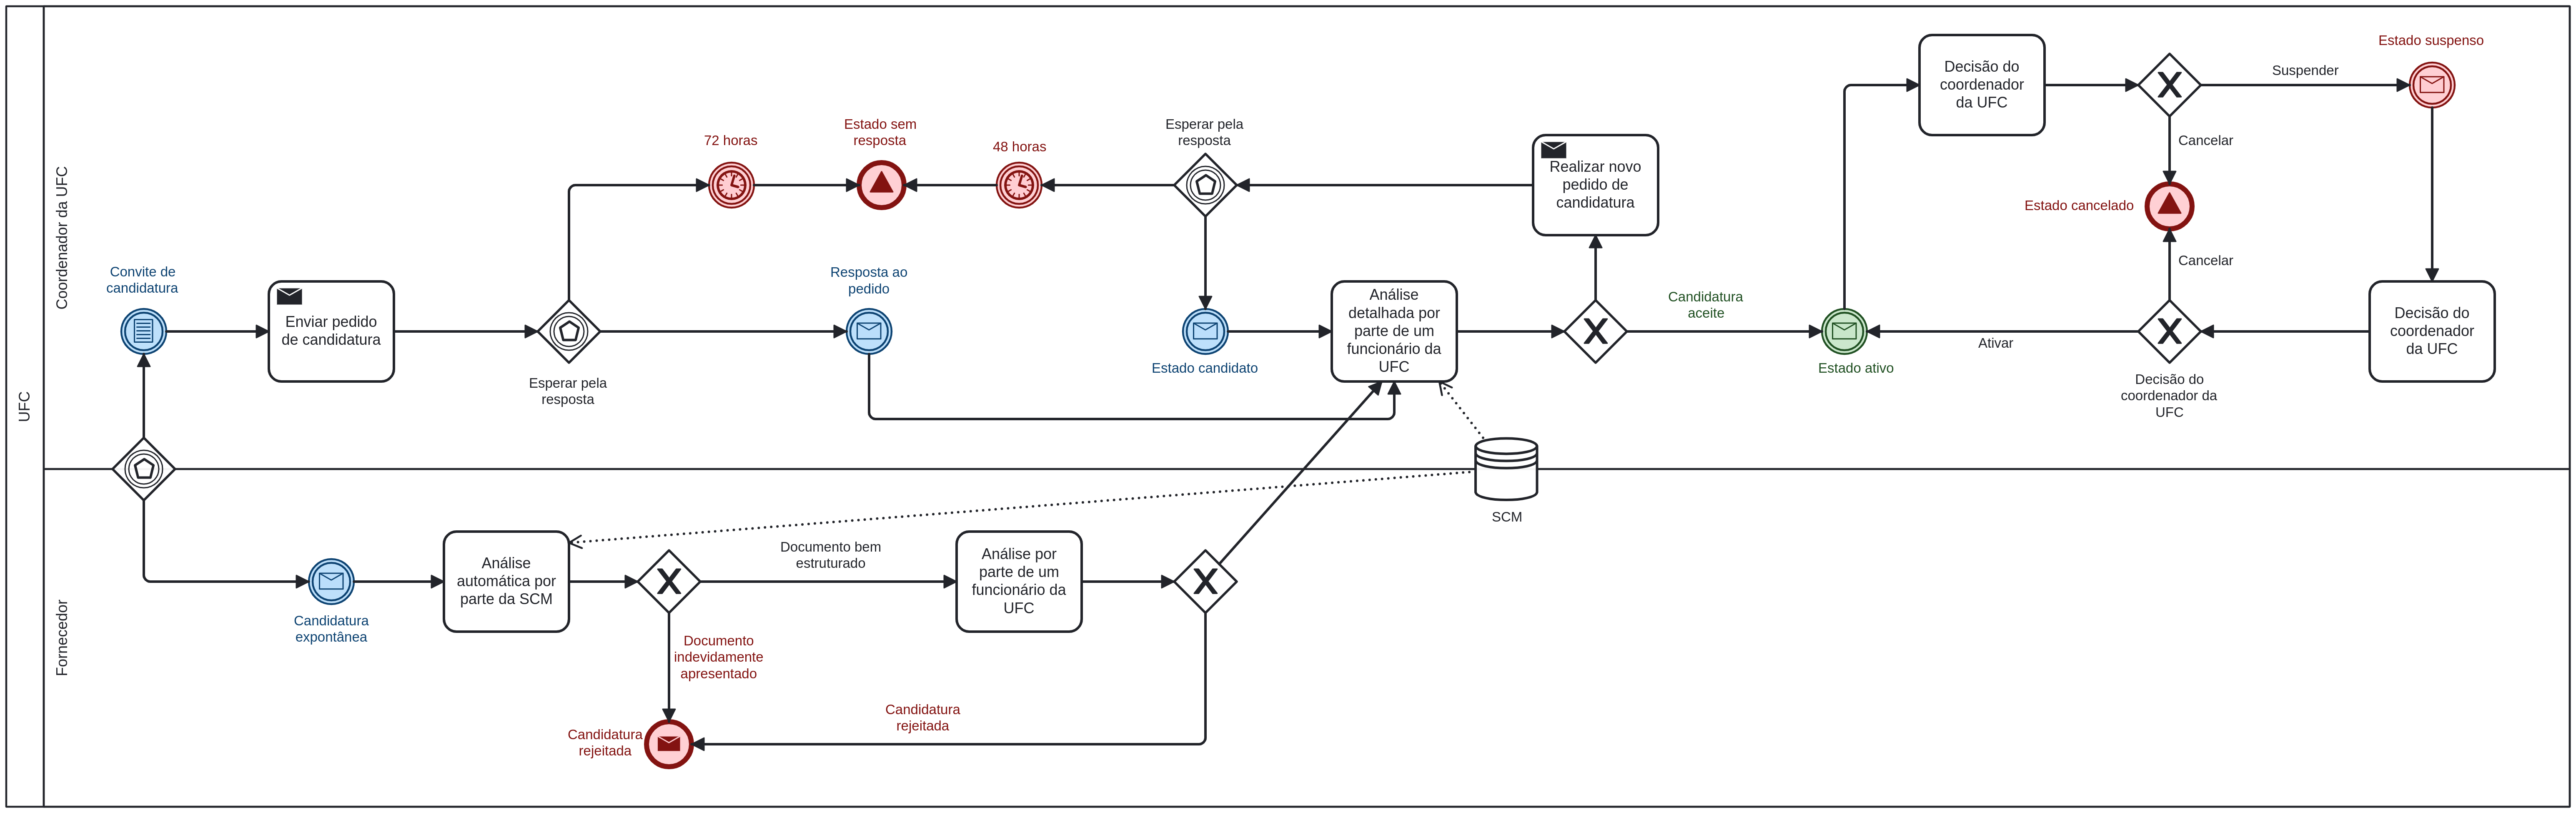 UFC
Coordenador da UFC
Fornecedor
Convite de
candidatura
Enviar pedido
de candidatura
Esperar pela
resposta
72 horas
Estado sem
resposta
48 horas
Esperar pela
resposta
Resposta ao
pedido
Estado candidato
Análise
detalhada por
parte de um
funcionário da
UFC
Realizar novo
pedido de
candidatura
Candidatura
aceite
Estado ativo
Decisão do
coordenador
da UFC
Suspender
Estado suspenso
Cancelar
Estado cancelado
Cancelar
Ativar
Decisão do
coordenador da
UFC
Decisão do
coordenador
da UFC
SCM
Candidatura
expontânea
Análise
automática por
parte da SCM
Documento bem
estruturado
Análise por
parte de um
funcionário da
UFC
Documento
indevidamente
apresentado
Candidatura
rejeitada
Candidatura
rejeitada